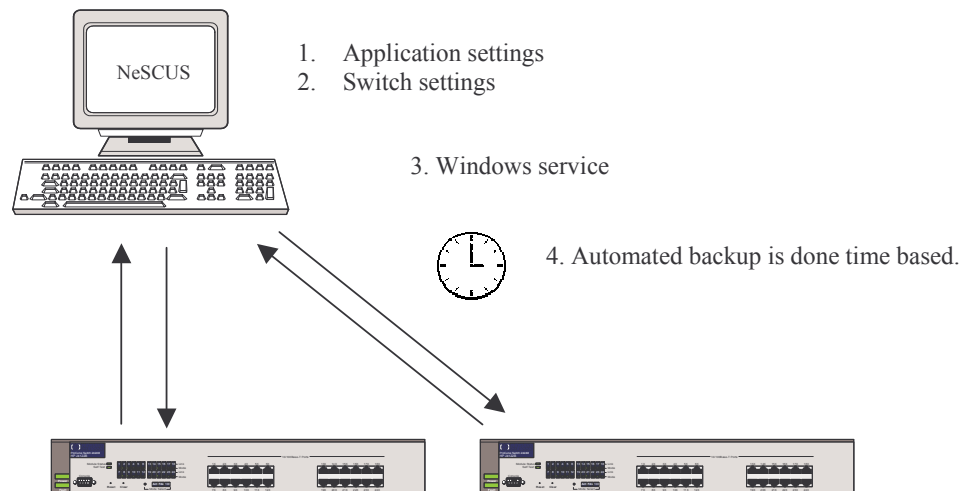 NeSCUS
1. Application settings
2. Switch settings
3. Windows service
4. Automated backup is done time based.